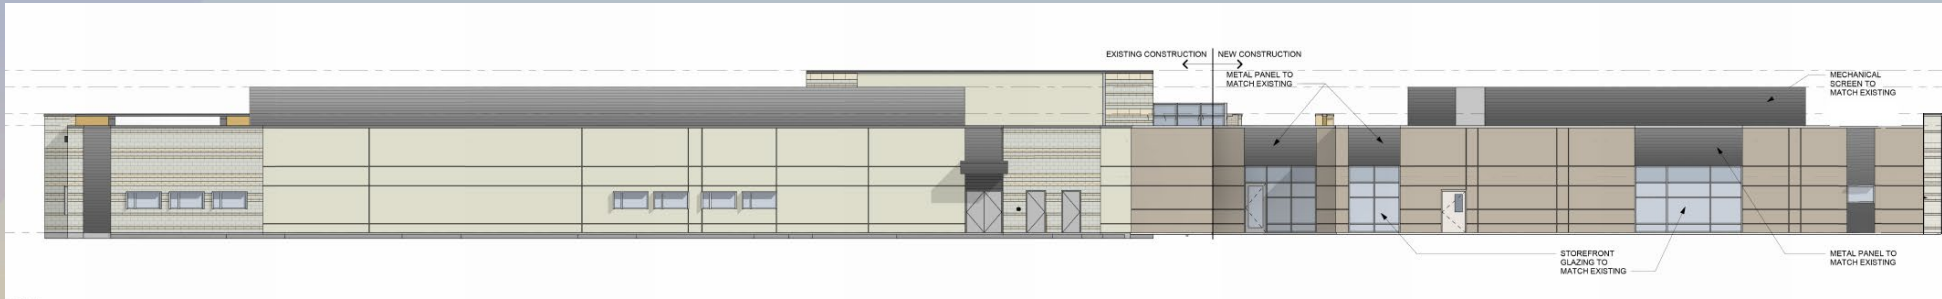 EXISTING CONSTRUCTION
NEW CONSTRUCTION
METAL PANEL TO
MATCH EXISTING
MECHANICAL
SCREEN TO
MATCH EXISTING
STOREFRONT
GLAZING TO
MATCH EXISTING
METAL PANEL TO
MATCH EXISTING